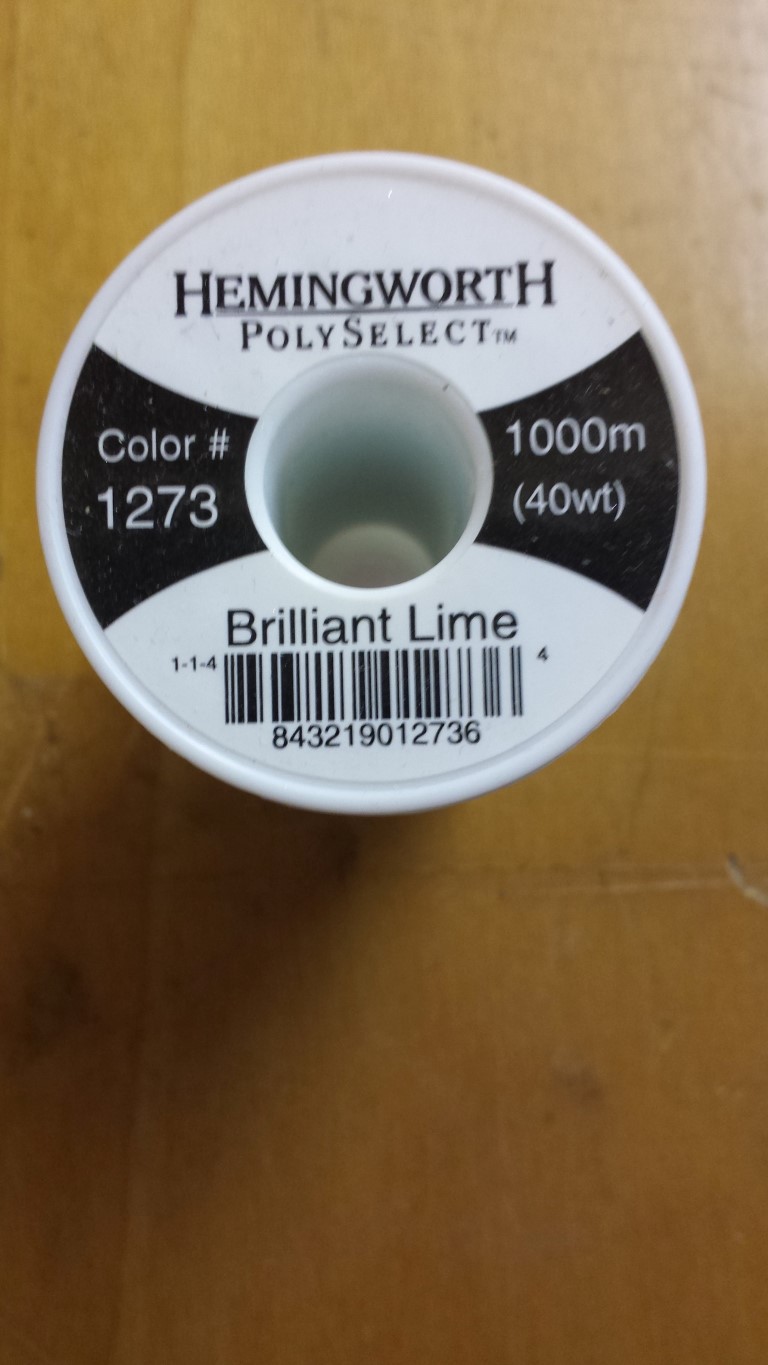 HEMINGWORTH
POLYSELECT™
Color #
1273
1000m
(40wt)
Brilliant Lime
1-1-4
4
843219012736